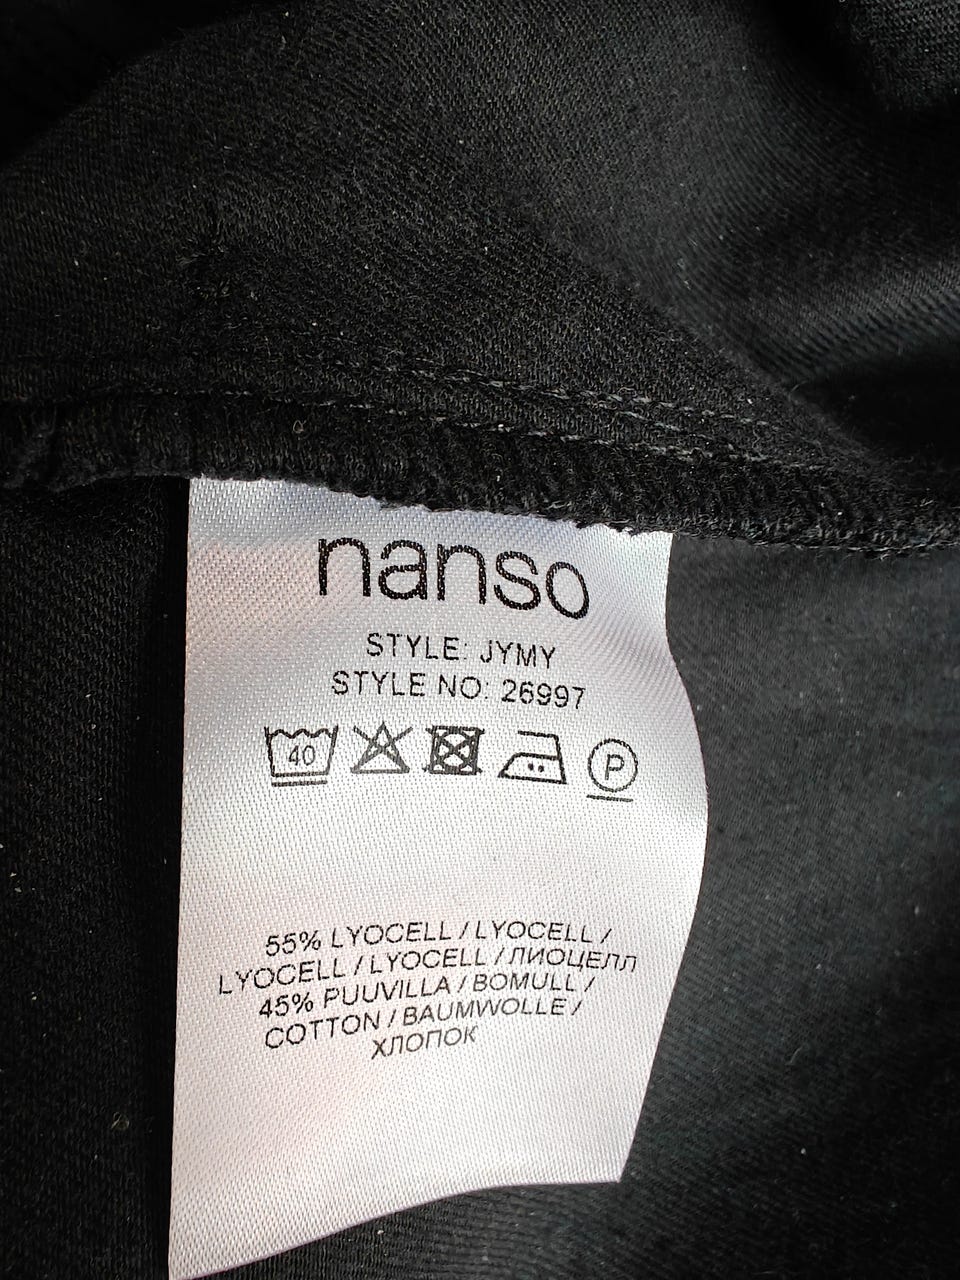 nanso
STYLE: JYMY
STYLE NO: 26997
40 P
55% LYOCELL / LYOCELL /
LYOCELL / LYOCELL / ЛИОЦЕЛЛ
45% PUUVILLA / BOMULL /
COTTON / BAUMWOLLE /
ХЛОПОК